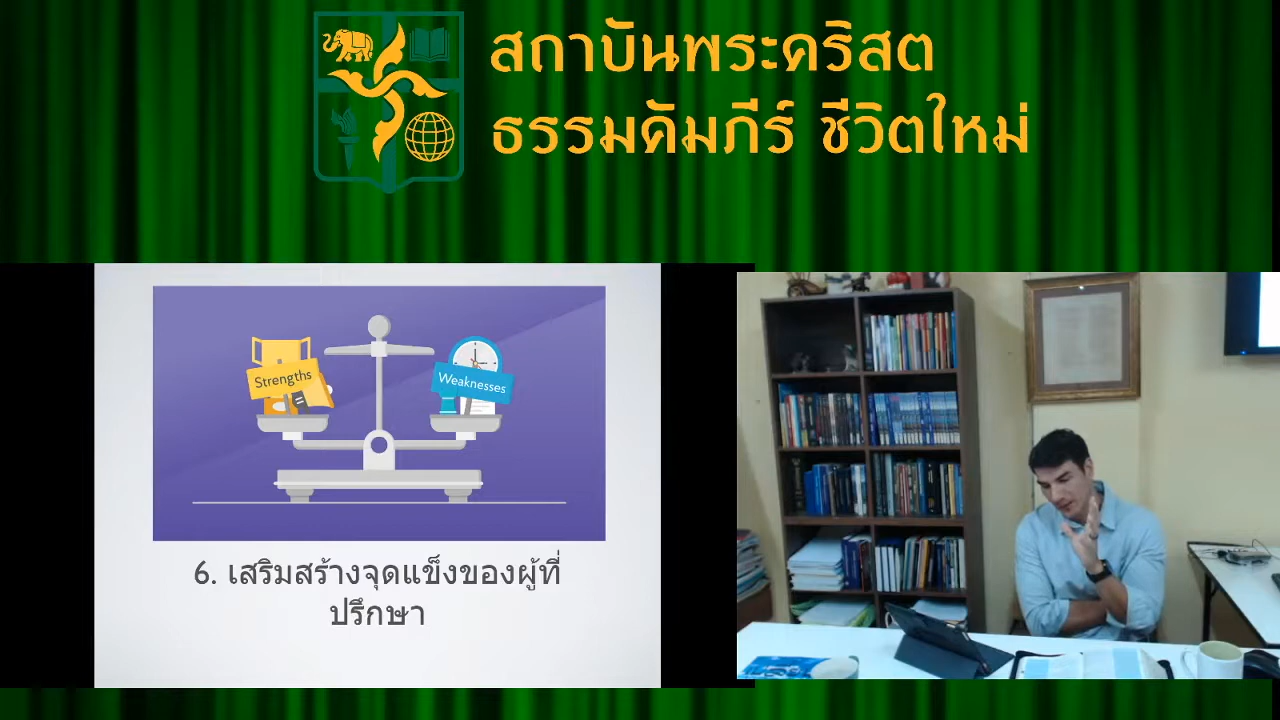 สถาบันพระคริสต
ธรรมคัมภีร์ ชีวิตใหม่
Strengths
Weaknesses
6. เสริมสร้างจุดแข็งของผู้ที่
ปรึกษา